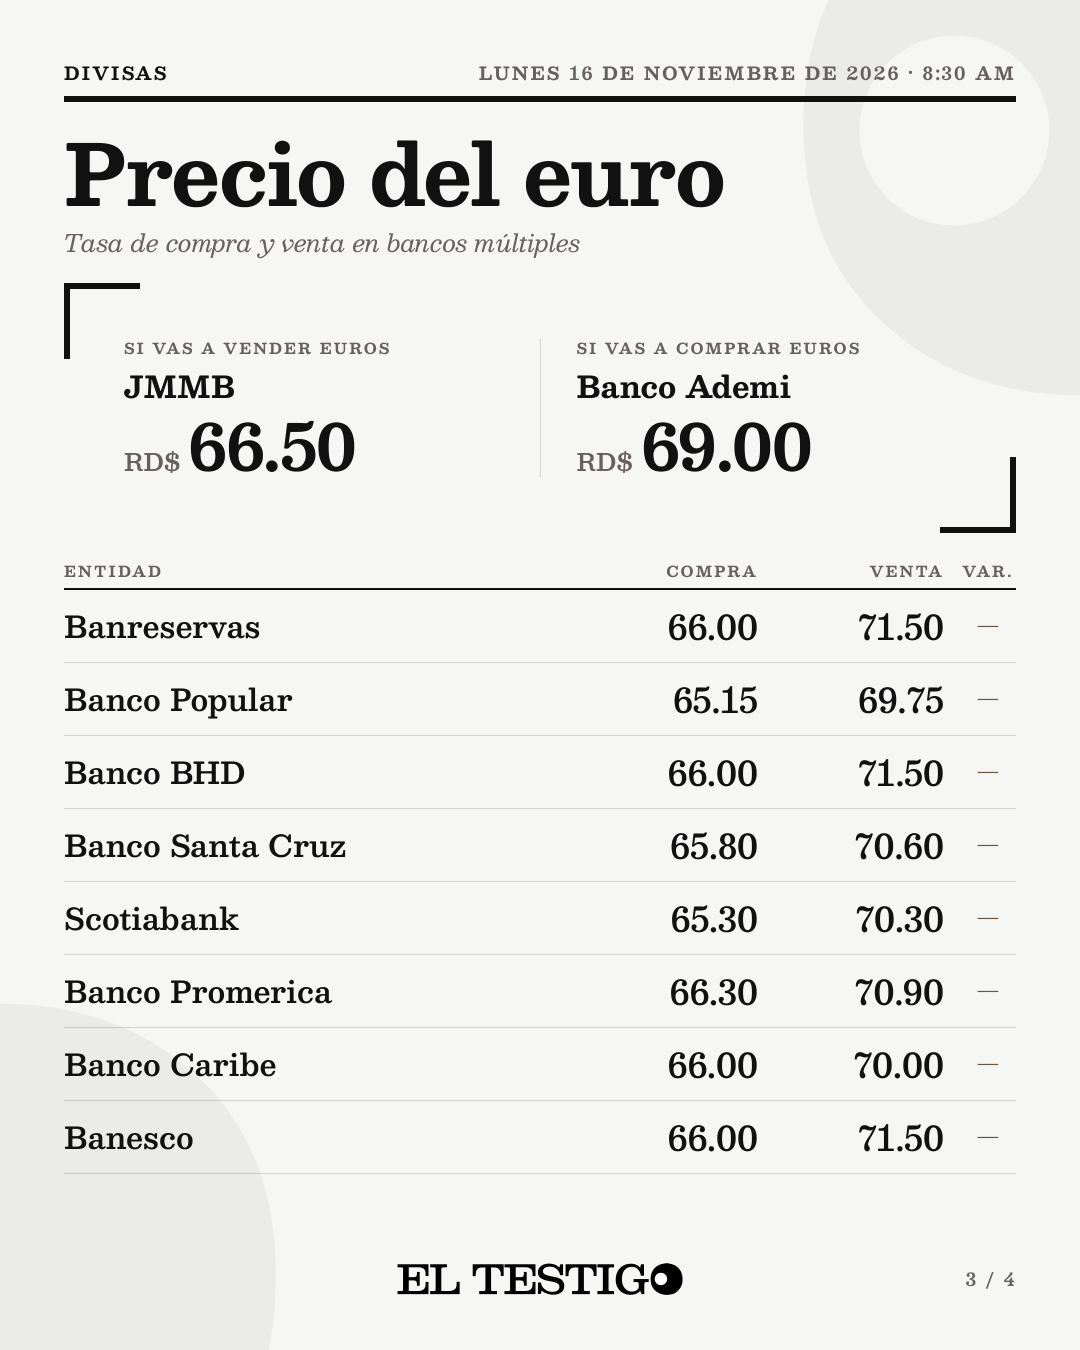 DIVISAS
LUNES 16 DE NOVIEMBRE DE 2026 · 8:30 AM
Precio del euro
Tasa de compra y venta en bancos múltiples
SI VAS A VENDER EUROS
JMMB
RD$ 66.50
SI VAS A COMPRAR EUROS
Banco Ademi
RD$ 69.00
ENTIDAD COMPRA VENTA VAR.
Banreservas 66.00 71.50 —
Banco Popular 65.15 69.75 —
Banco BHD 66.00 71.50 —
Banco Santa Cruz 65.80 70.60 —
Scotiabank 65.30 70.30 —
Banco Promerica 66.30 70.90 —
Banco Caribe 66.00 70.00 —
Banesco 66.00 71.50 —
EL TESTIGO
3 / 4